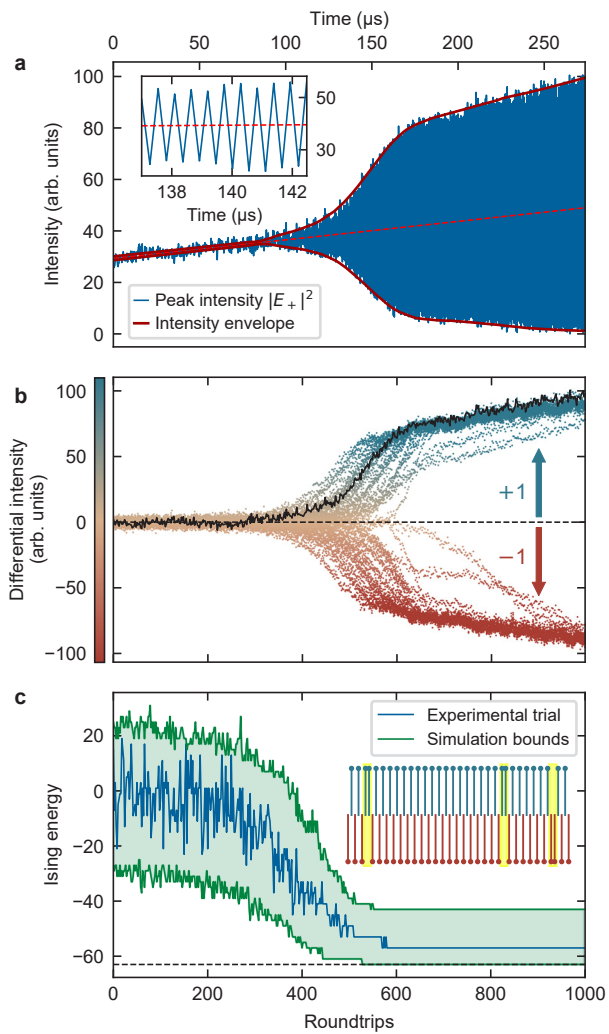 Time (µs)
0 50 100 150 200 250
a
100
80
60
40
20
0
Intensity (arb. units)
50
30
138 140 142
Time (µs)
Peak intensity |E₊|²
Intensity envelope
b
100
50
0
−50
−100
Differential intensity
(arb. units)
+1
−1
c
20
0
−20
−40
−60
Ising energy
Experimental trial
Simulation bounds
0 200 400 600 800 1000
Roundtrips